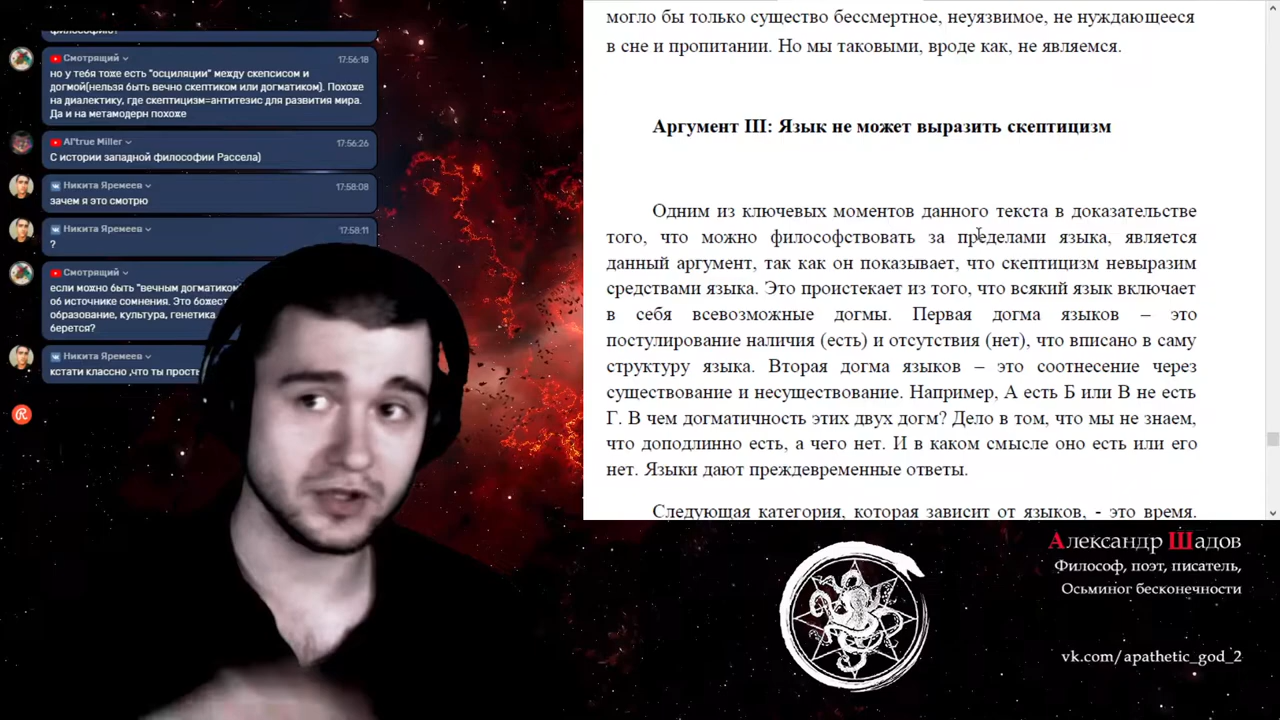 философию?
Смотрящий
17:56:18
но у тебя тоже есть "осциляции" между скепсисом и
догмой(нельзя быть вечно скептиком или догматиком). Похоже
на диалектику, где скептицизм=антитезис для развития мира.
Да и на метамодерн похоже
Al'true Miller
17:56:26
С истории западной философии Рассела)
Никита Яремеев
17:58:08
зачем я это смотрю
Никита Яремеев
17:58:11
?
Смотрящий
если можно быть "вечным догматиком
об источнике сомнения. Это божест
образование, культура, генетика
берется?
Никита Яремеев
кстати классно ,что ты прость
могло бы только существо бессмертное, неуязвимое, не нуждающееся
в сне и пропитании. Но мы таковыми, вроде как, не являемся.
Аргумент III: Язык не может выразить скептицизм
Одним из ключевых моментов данного текста в доказательстве
того, что можно философствовать за пределами языка, является
данный аргумент, так как он показывает, что скептицизм невыразим
средствами языка. Это проистекает из того, что всякий язык включает
в себя всевозможные догмы. Первая догма языков – это
постулирование наличия (есть) и отсутствия (нет), что вписано в саму
структуру языка. Вторая догма языков – это соотнесение через
существование и несуществование. Например, А есть Б или В не есть
Г. В чем догматичность этих двух догм? Дело в том, что мы не знаем,
что доподлинно есть, а чего нет. И в каком смысле оно есть или его
нет. Языки дают преждевременные ответы.
Следующая категория, которая зависит от языков, - это время.
Александр Шадов
Философ, поэт, писатель,
Осьминог бесконечности
vk.com/apathetic_god_2